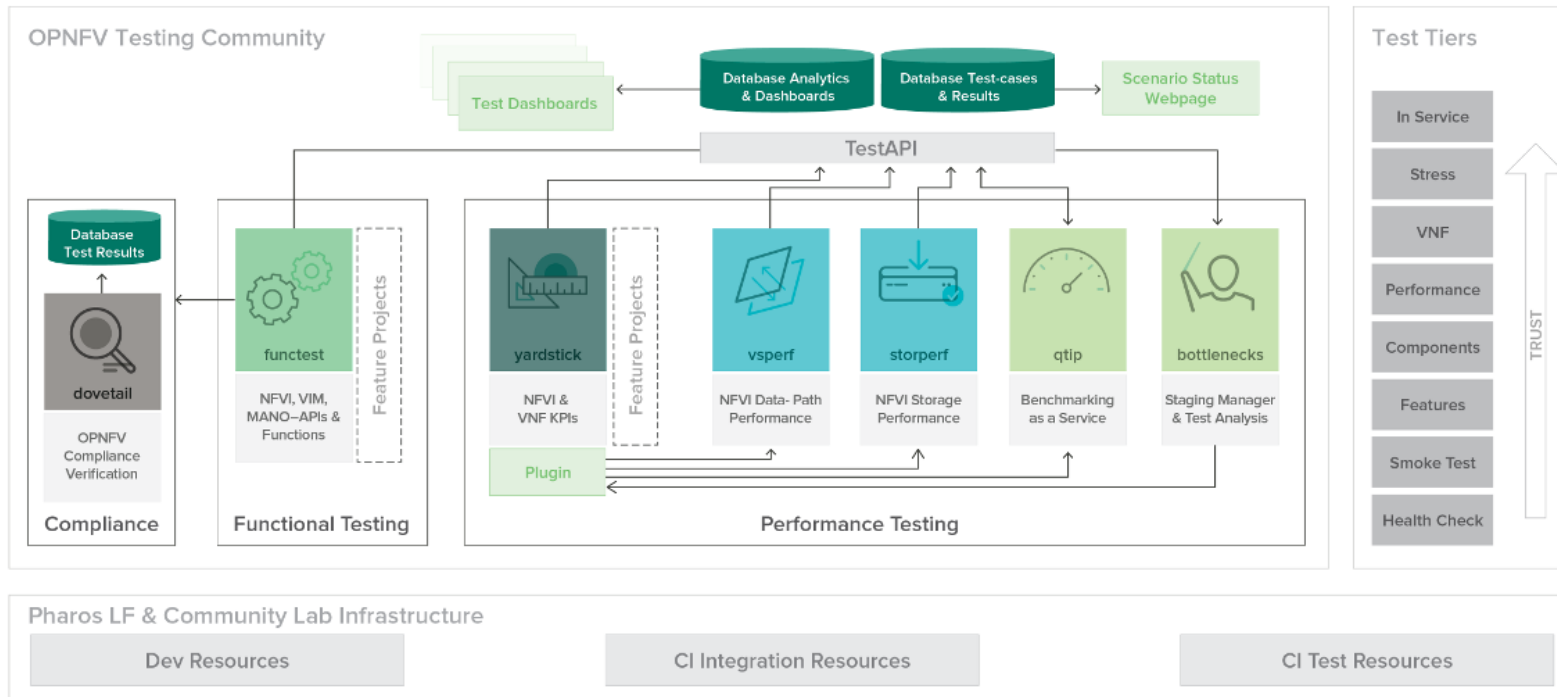 OPNFV Testing Community
Test Dashboards
Database Analytics
& Dashboards
Database Test-cases
& Results
Scenario Status
Webpage
TestAPI
Database
Test Results
dovetail
OPNFV
Compliance
Verification
Compliance
functest
NFVI, VIM,
MANO–APIs &
Functions
Feature Projects
Functional Testing
yardstick
NFVI &
VNF KPIs
Plugin
Feature Projects
vsperf
NFVI Data- Path
Performance
storperf
NFVI Storage
Performance
qtip
Benchmarking
as a Service
bottlenecks
Staging Manager
& Test Analysis
Performance Testing
Test Tiers
In Service
Stress
VNF
Performance
Components
Features
Smoke Test
Health Check
TRUST
Pharos LF & Community Lab Infrastructure
Dev Resources
CI Integration Resources
CI Test Resources